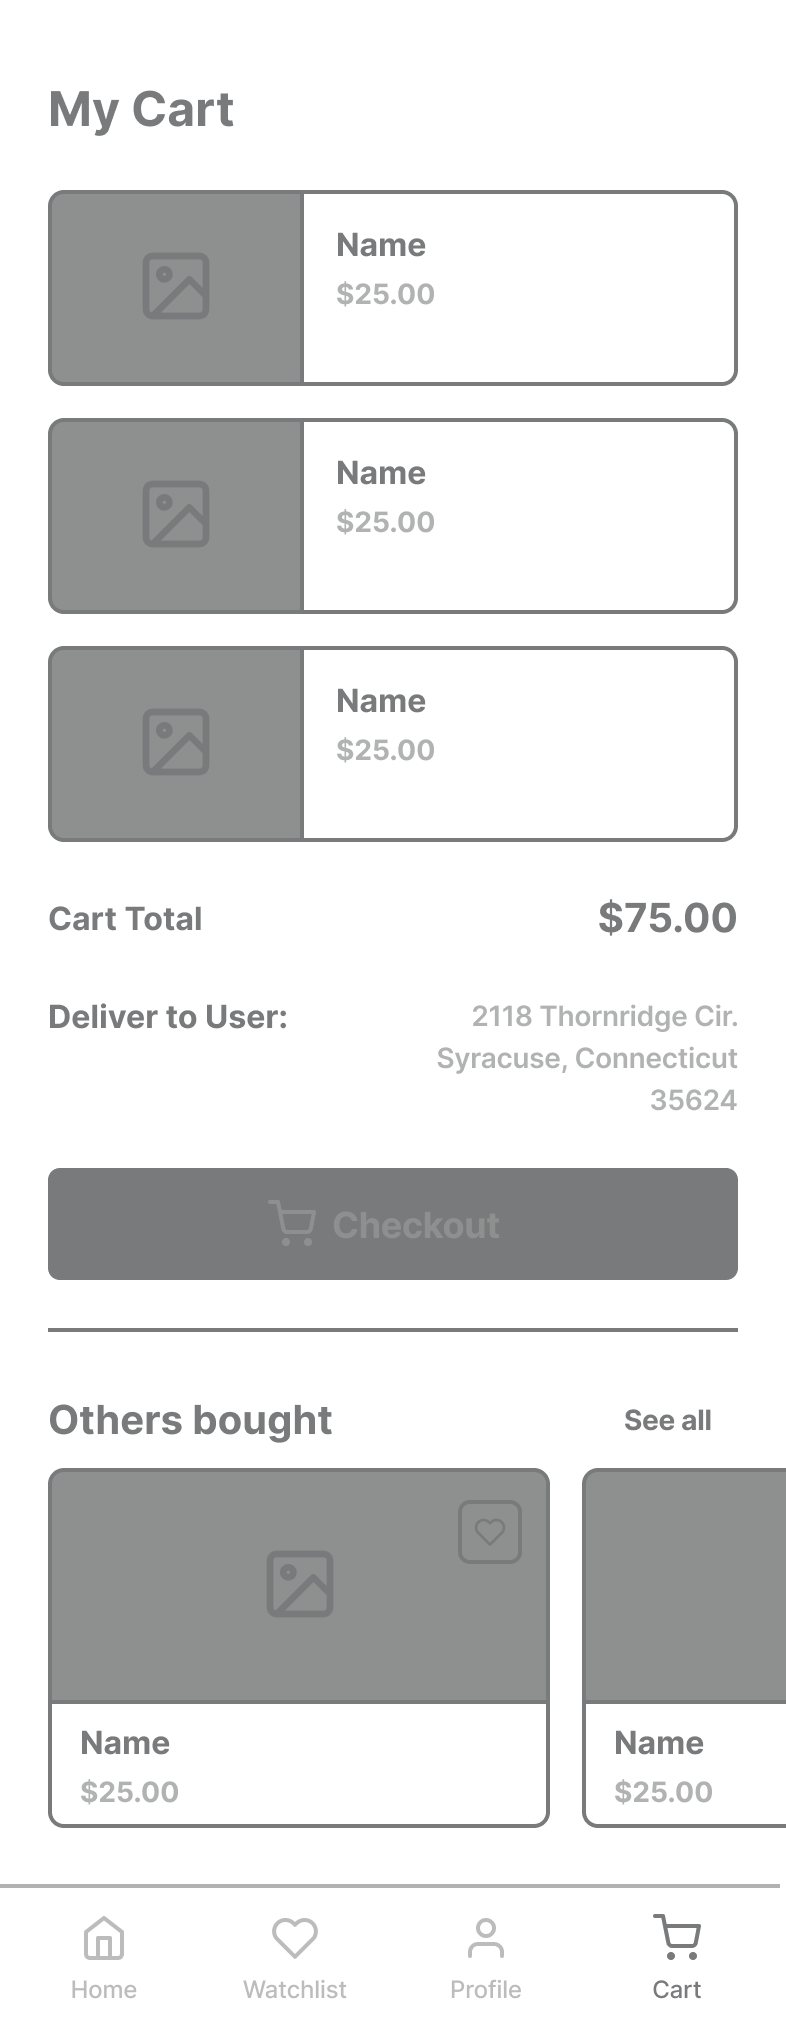 My Cart
Name
$25.00
Name
$25.00
Name
$25.00
Cart Total
$75.00
Deliver to User:
2118 Thornridge Cir.
Syracuse, Connecticut
35624
Checkout
Others bought
See all
Name
$25.00
Name
$25.00
Home
Watchlist
Profile
Cart